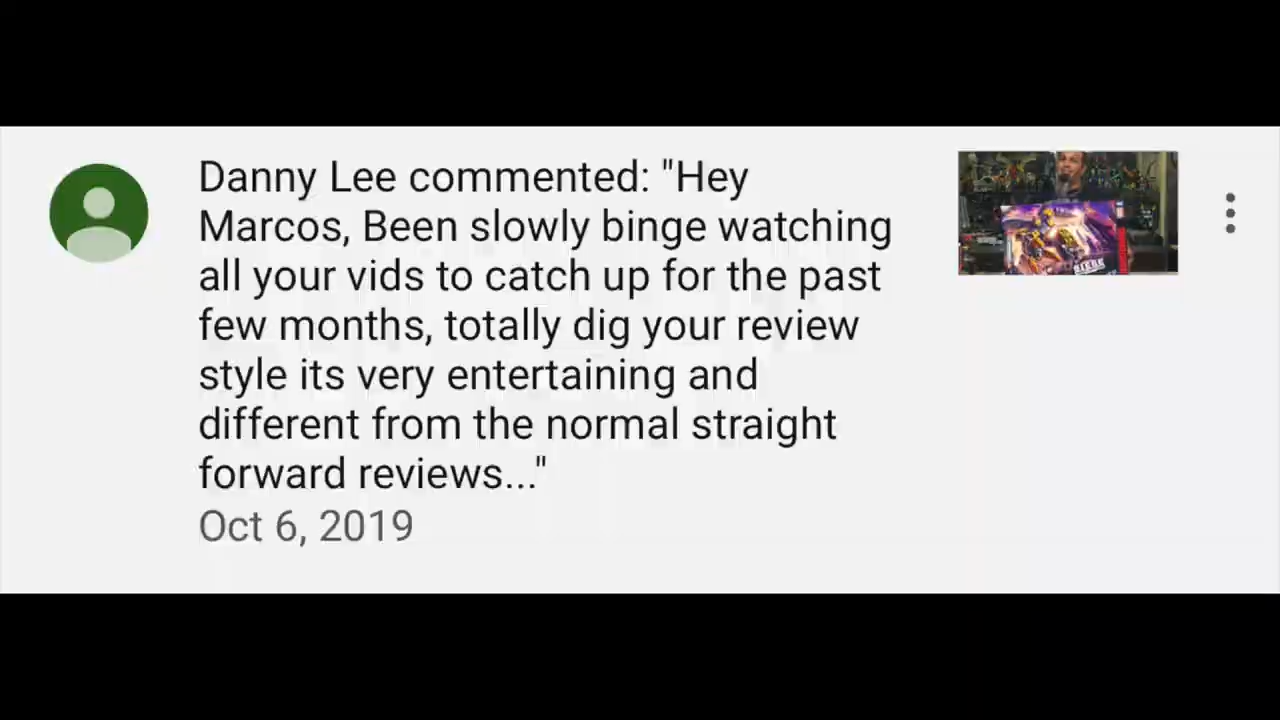 Danny Lee commented: "Hey
Marcos, Been slowly binge watching
all your vids to catch up for the past
few months, totally dig your review
style its very entertaining and
different from the normal straight
forward reviews..."
Oct 6, 2019
SIEGE